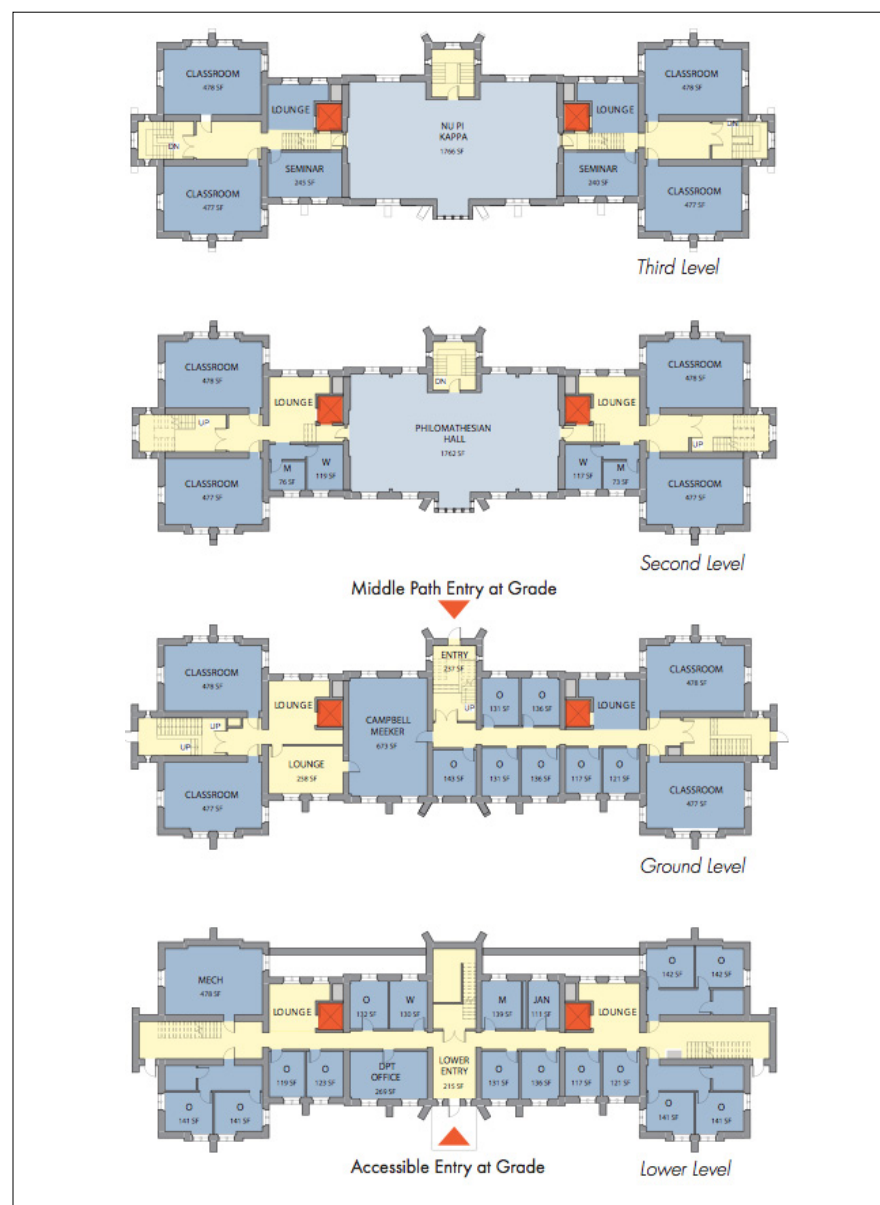 CLASSROOM
478 SF
LOUNGE
CLASSROOM
478 SF
LOUNGE
NU PI
KAPPA
1766 SF
DN
DN
SEMINAR
245 SF
SEMINAR
240 SF
CLASSROOM
477 SF
CLASSROOM
477 SF
Third Level
CLASSROOM
478 SF
CLASSROOM
478 SF
DN
LOUNGE
LOUNGE
UP
PHILOMATHESIAN
HALL
1762 SF
UP
M
76 SF
W
119 SF
W
117 SF
M
73 SF
CLASSROOM
477 SF
CLASSROOM
477 SF
Second Level
Middle Path Entry at Grade
ENTRY
237 SF
CLASSROOM
478 SF
CLASSROOM
478 SF
LOUNGE
O
131 SF
O
136 SF
LOUNGE
UP
CAMPBELL
MEEKER
673 SF
UP
UP
LOUNGE
258 SF
O
143 SF
O
131 SF
O
136 SF
O
117 SF
O
121 SF
CLASSROOM
477 SF
CLASSROOM
477 SF
Ground Level
O
142 SF
O
142 SF
MECH
478 SF
LOUNGE
O
132 SF
W
130 SF
M
139 SF
JAN
111 SF
LOUNGE
LOWER
ENTRY
215 SF
O
119 SF
O
123 SF
DPT
OFFICE
269 SF
O
131 SF
O
136 SF
O
117 SF
O
121 SF
O
141 SF
O
141 SF
O
141 SF
O
141 SF
Accessible Entry at Grade
Lower Level